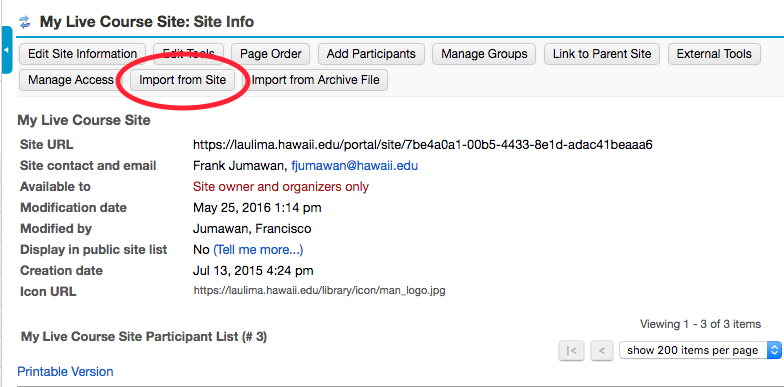 My Live Course Site: Site Info
Edit Site Information Edit Tools Page Order Add Participants Manage Groups Link to Parent Site External Tools
Manage Access Import from Site Import from Archive File
My Live Course Site
Site URL https://laulima.hawaii.edu/portal/site/7be4a0a1-00b5-4433-8e1d-adac41beaaa6
Site contact and email Frank Jumawan, fjumawan@hawaii.edu
Available to Site owner and organizers only
Modification date May 25, 2016 1:14 pm
Modified by Jumawan, Francisco
Display in public site list No (Tell me more...)
Creation date Jul 13, 2015 4:24 pm
Icon URL https://laulima.hawaii.edu/library/icon/man_logo.jpg
Viewing 1 - 3 of 3 items
My Live Course Site Participant List (# 3)
|< < show 200 items per page
Printable Version